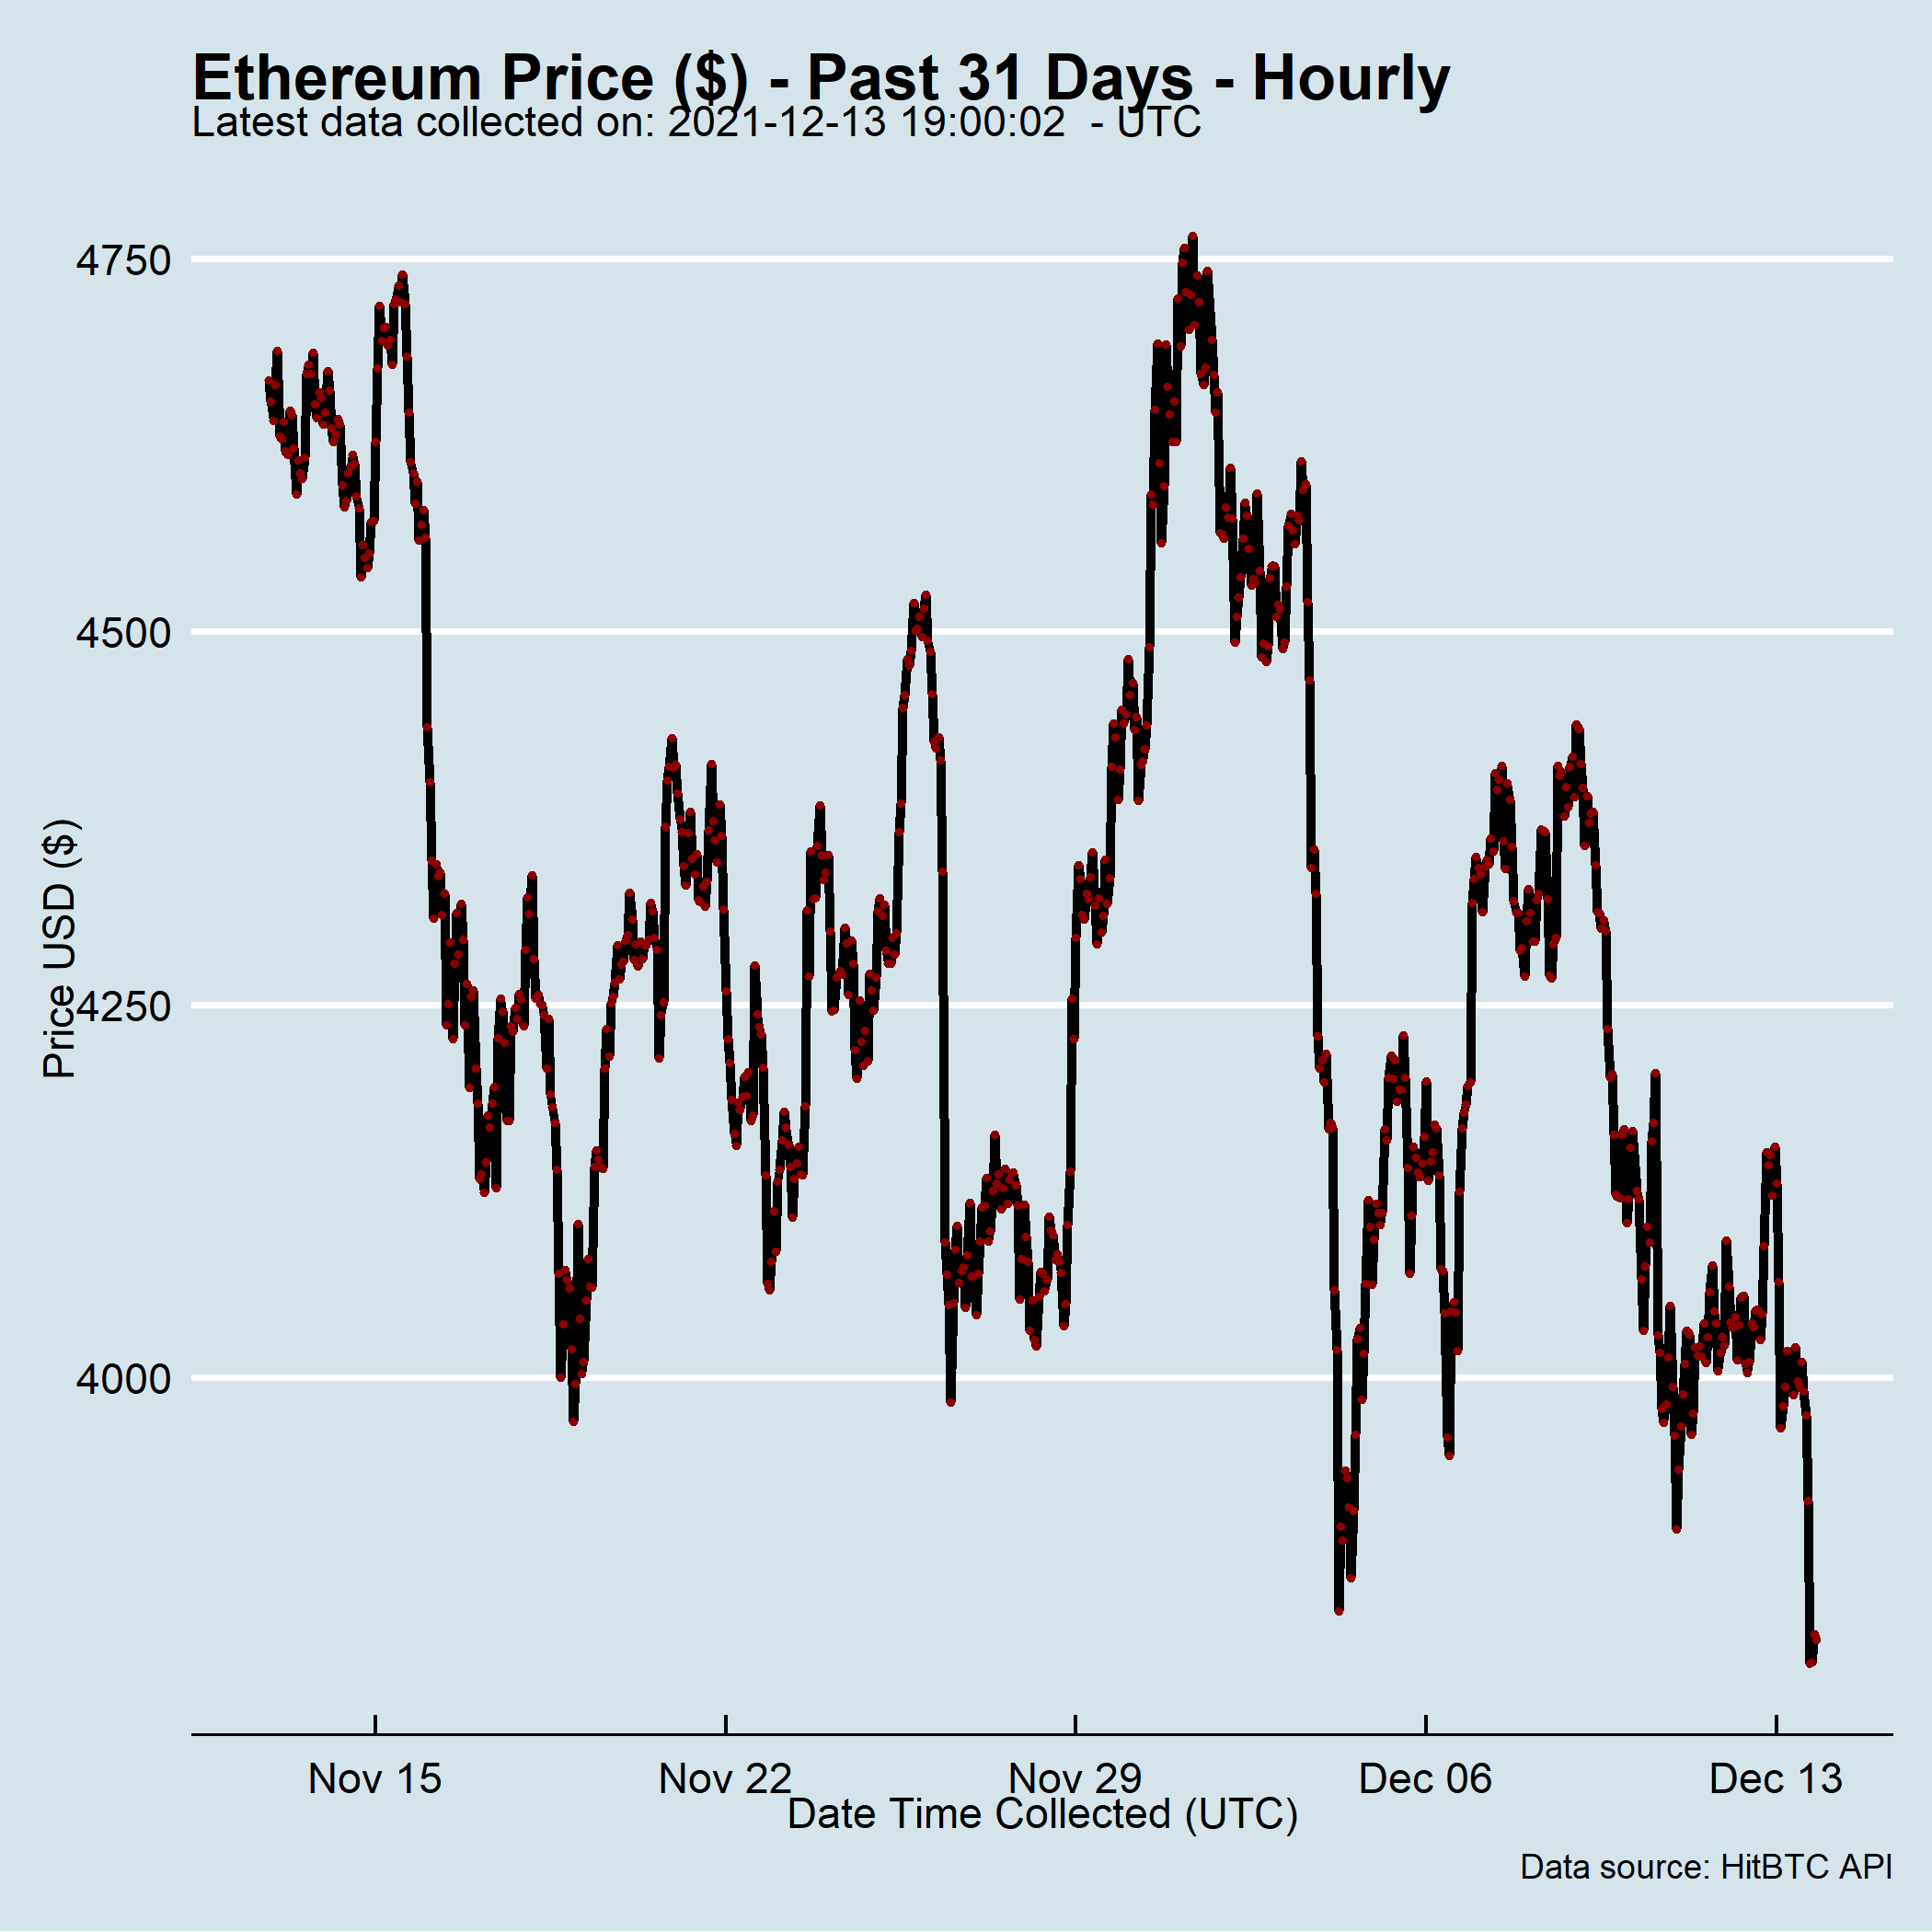 Ethereum Price ($) - Past 31 Days - Hourly
Latest data collected on: 2021-12-13 19:00:02  - UTC
Price USD ($)
4750
4500
4250
4000
Nov 15 Nov 22 Nov 29 Dec 06 Dec 13
Date Time Collected (UTC)
Data source: HitBTC API